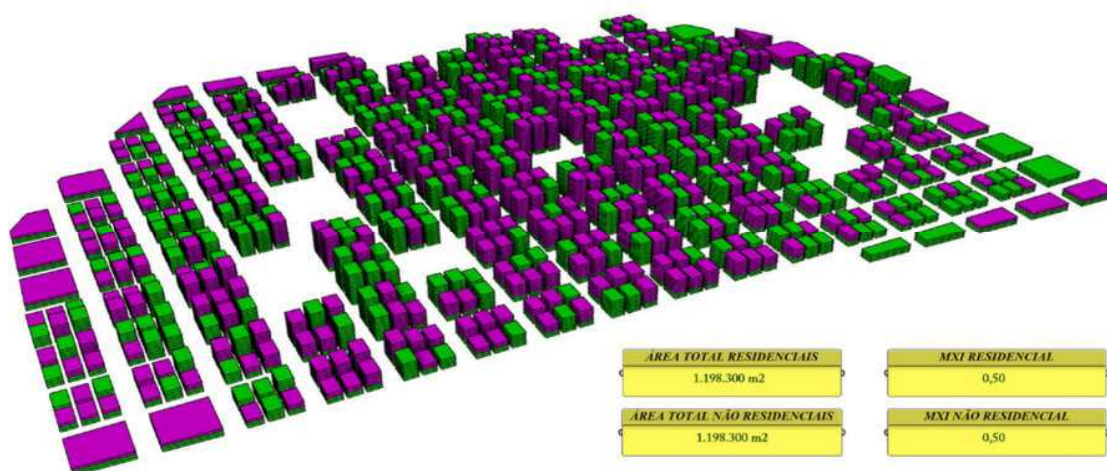 ÁREA TOTAL RESIDENCIAIS
1.198.300 m2
MXI RESIDENCIAL
0,50
ÁREA TOTAL NÃO RESIDENCIAIS
1.198.300 m2
MXI NÃO RESIDENCIAL
0,50